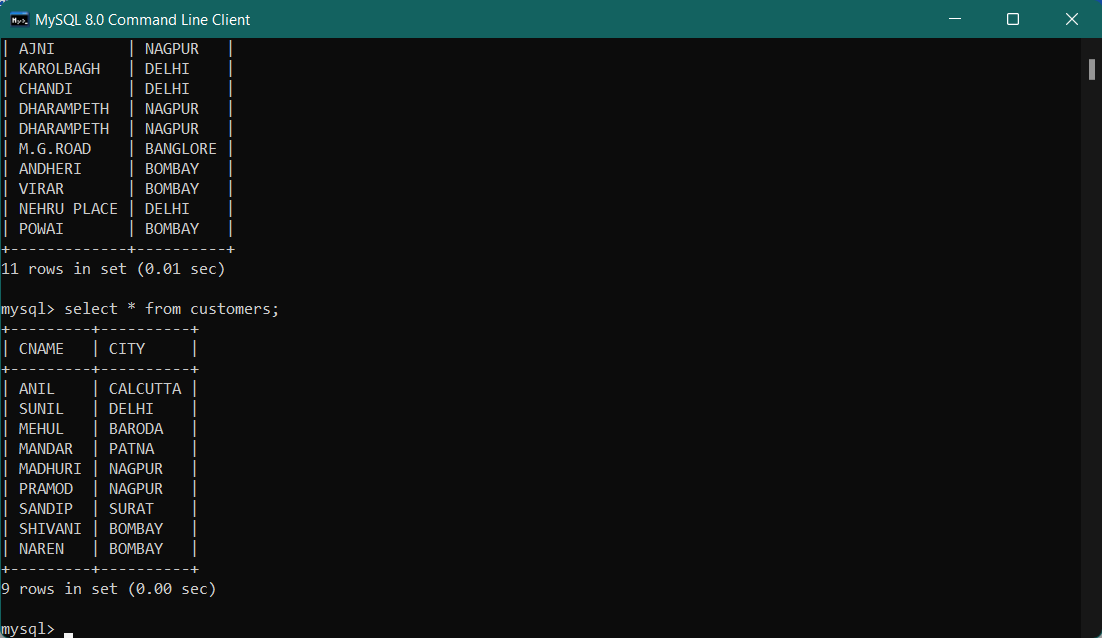 MySQL 8.0 Command Line Client
| AJNI        | NAGPUR   |
| KAROLBAGH   | DELHI    |
| CHANDI      | DELHI    |
| DHARAMPETH  | NAGPUR   |
| DHARAMPETH  | NAGPUR   |
| M.G.ROAD    | BANGLORE |
| ANDHERI     | BOMBAY   |
| VIRAR       | BOMBAY   |
| NEHRU PLACE | DELHI    |
| POWAI       | BOMBAY   |
+-------------+----------+
11 rows in set (0.01 sec)
mysql> select * from customers;
+---------+----------+
| CNAME   | CITY     |
+---------+----------+
| ANIL    | CALCUTTA |
| SUNIL   | DELHI    |
| MEHUL   | BARODA   |
| MANDAR  | PATNA    |
| MADHURI | NAGPUR   |
| PRAMOD  | NAGPUR   |
| SANDIP  | SURAT    |
| SHIVANI | BOMBAY   |
| NAREN   | BOMBAY   |
+---------+----------+
9 rows in set (0.00 sec)
mysql>